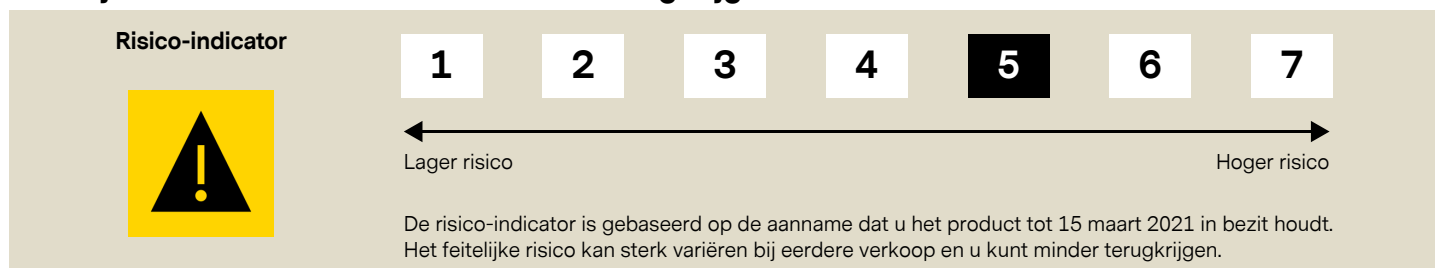 Risico-indicator
1 2 3 4 5 6 7
Lager risico Hoger risico
De risico-indicator is gebaseerd op de aanname dat u het product tot 15 maart 2021 in bezit houdt.
Het feitelijke risico kan sterk variëren bij eerdere verkoop en u kunt minder terugkrijgen.